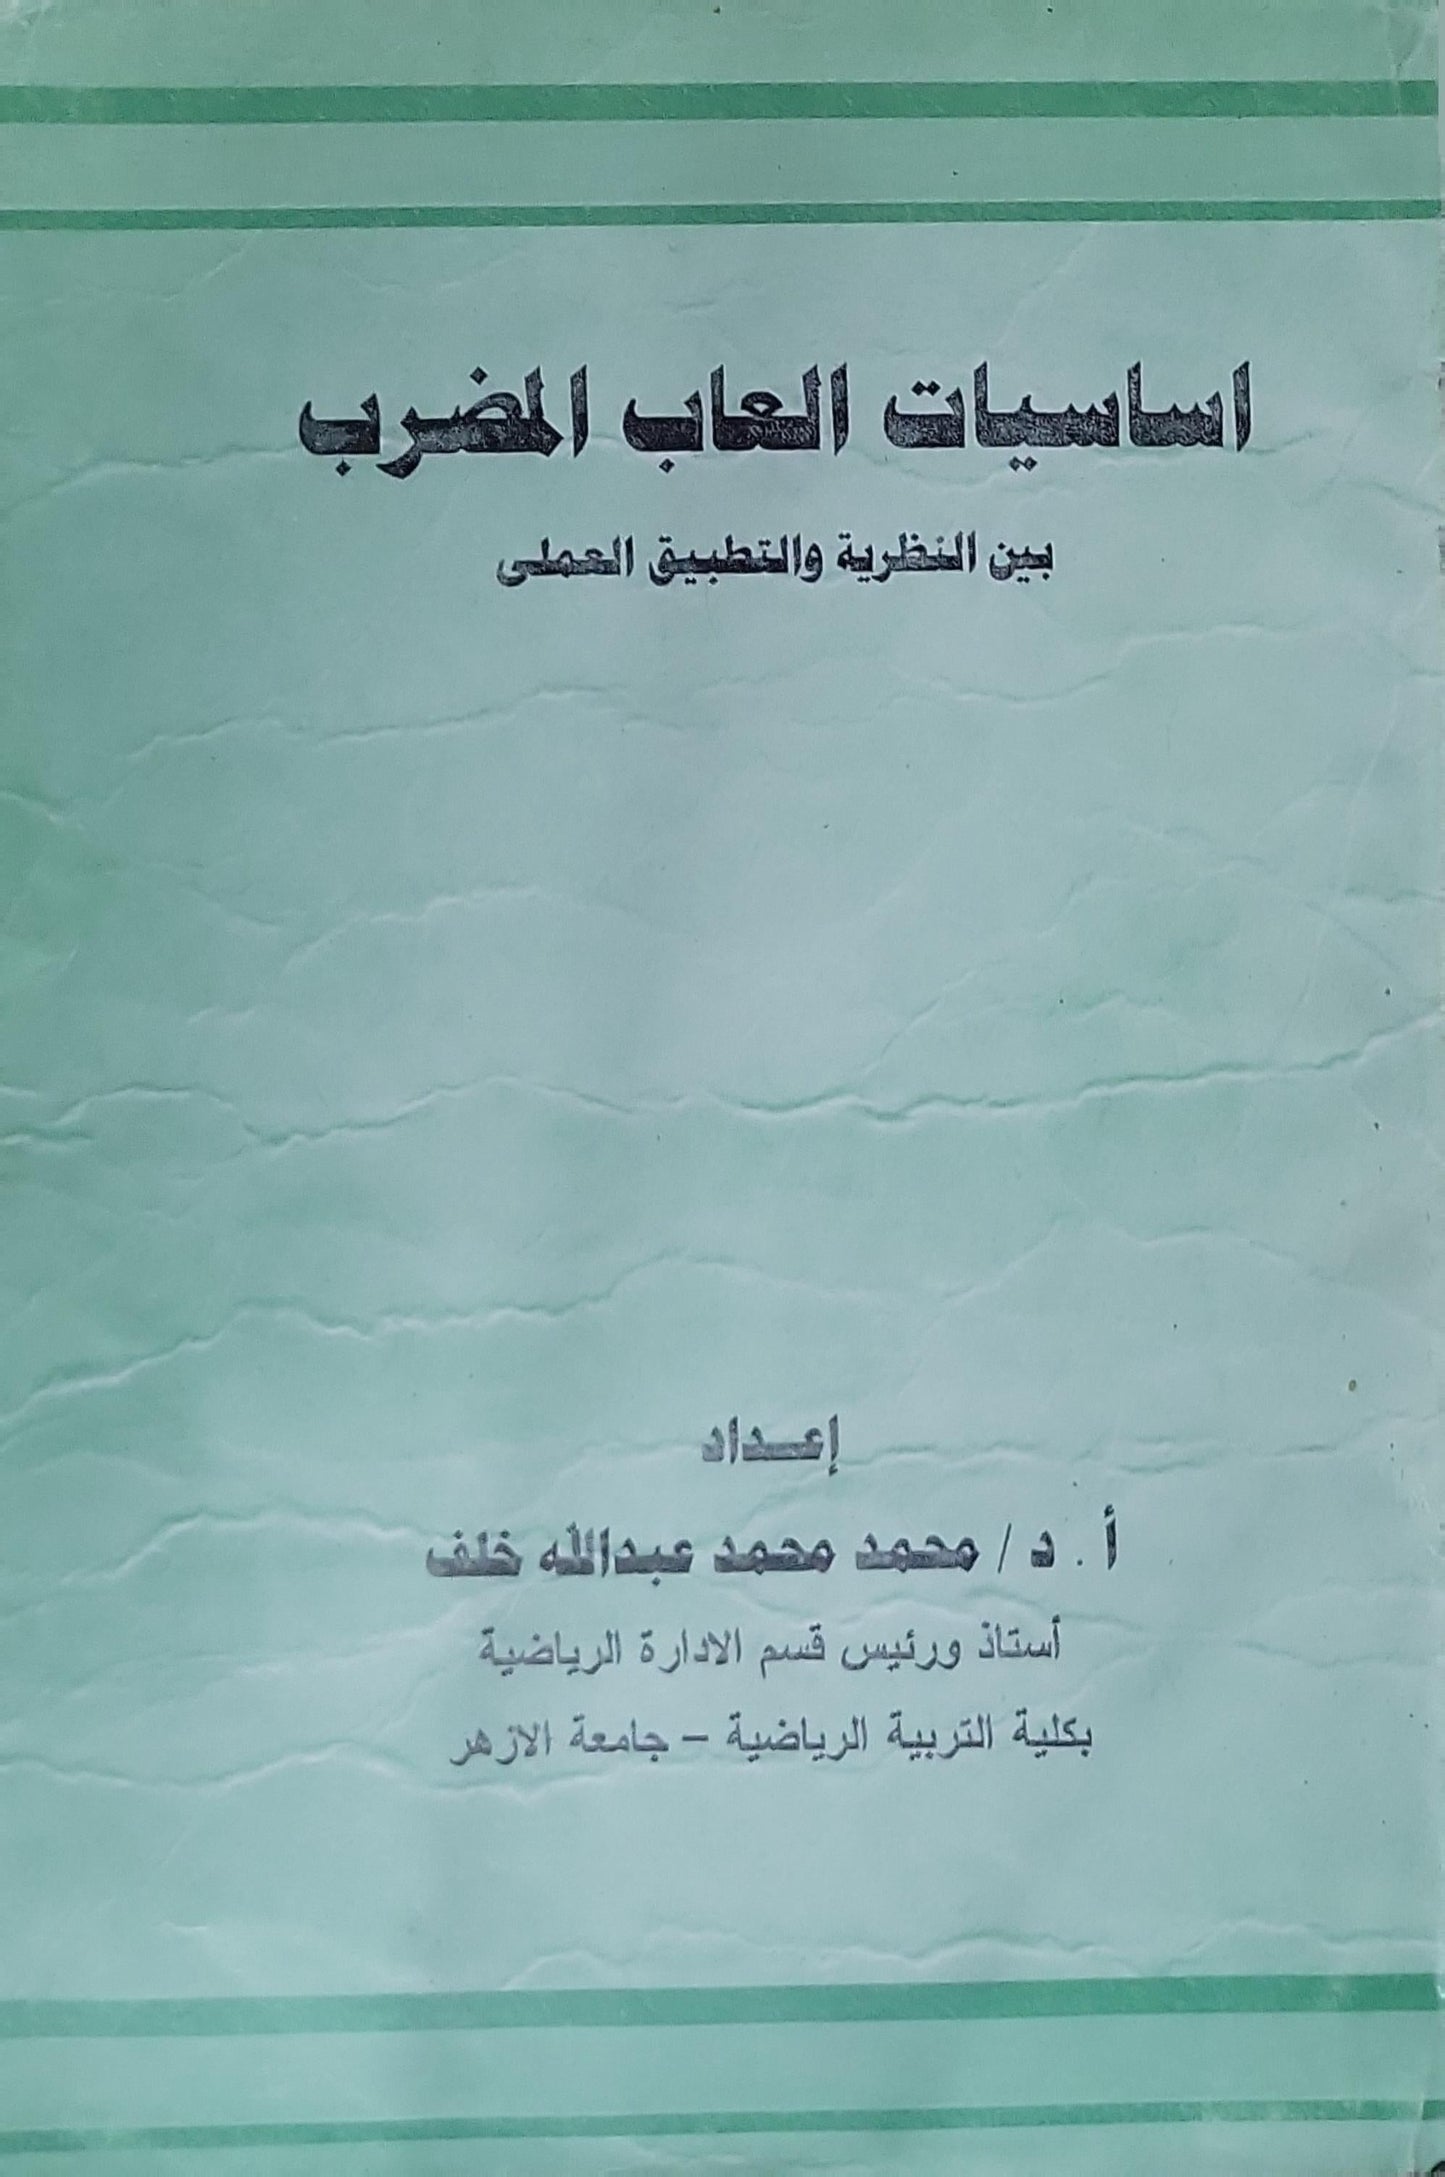 اساسيات العاب المضرب
بين النظرية والتطبيق العملى
إعـداد
أ . د / محمد محمد عبدالله خلف
أستاذ ورئيس قسم الادارة الرياضية
بكلية التربية الرياضية – جامعة الازهر